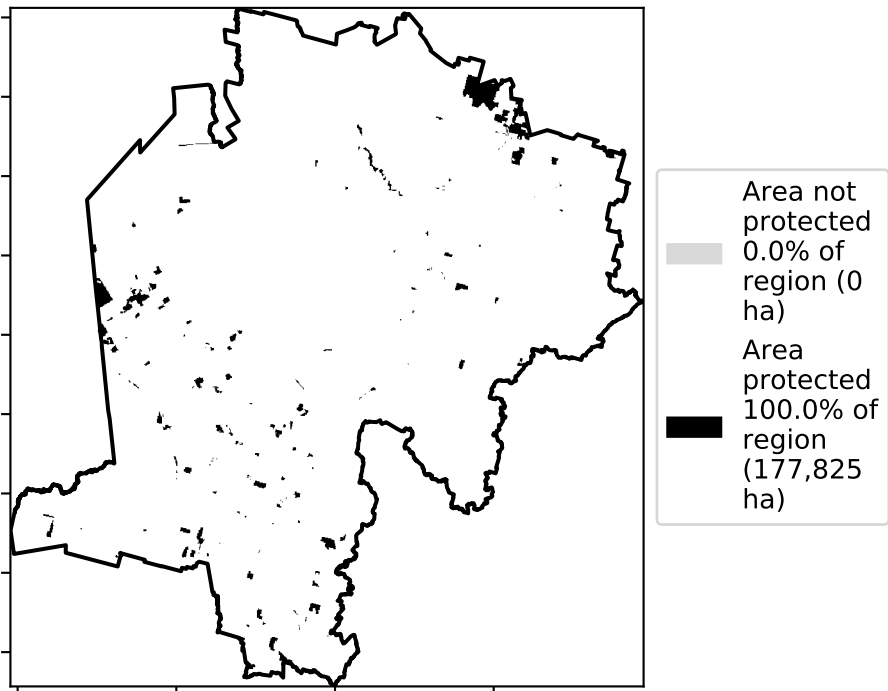 Area not
protected
0.0% of
region (0
ha)
Area
protected
100.0% of
region
(177,825
ha)